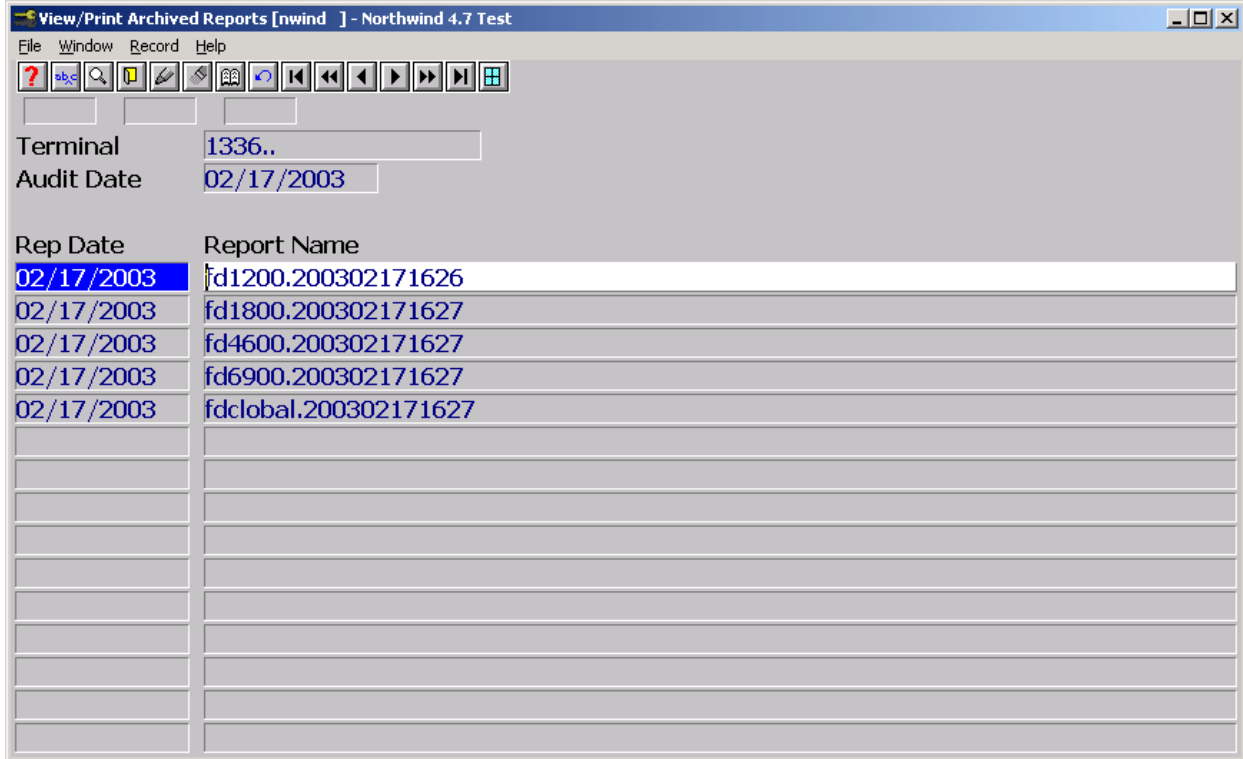 View/Print Archived Reports [nwind   ] - Northwind 4.7 Test
File Window Record Help
? abc
Terminal 1336..
Audit Date 02/17/2003
Rep Date Report Name
02/17/2003 fd1200.200302171626
02/17/2003 fd1800.200302171627
02/17/2003 fd4600.200302171627
02/17/2003 fd6900.200302171627
02/17/2003 fdclobal.200302171627